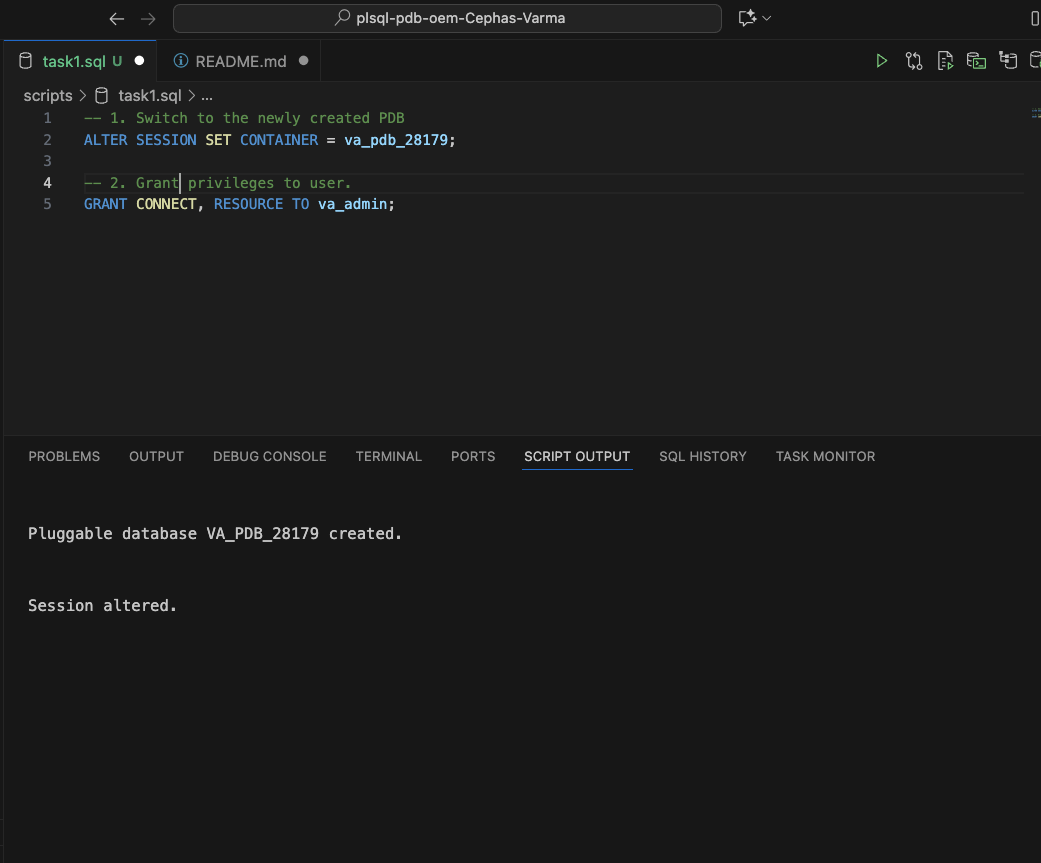 plsql-pdb-oem-Cephas-Varma
task1.sql U README.md
scripts > task1.sql > ...
1 -- 1. Switch to the newly created PDB
2 ALTER SESSION SET CONTAINER = va_pdb_28179;
3
4 -- 2. Grant privileges to user.
5 GRANT CONNECT, RESOURCE TO va_admin;
PROBLEMS OUTPUT DEBUG CONSOLE TERMINAL PORTS SCRIPT OUTPUT SQL HISTORY TASK MONITOR
Pluggable database VA_PDB_28179 created.
Session altered.